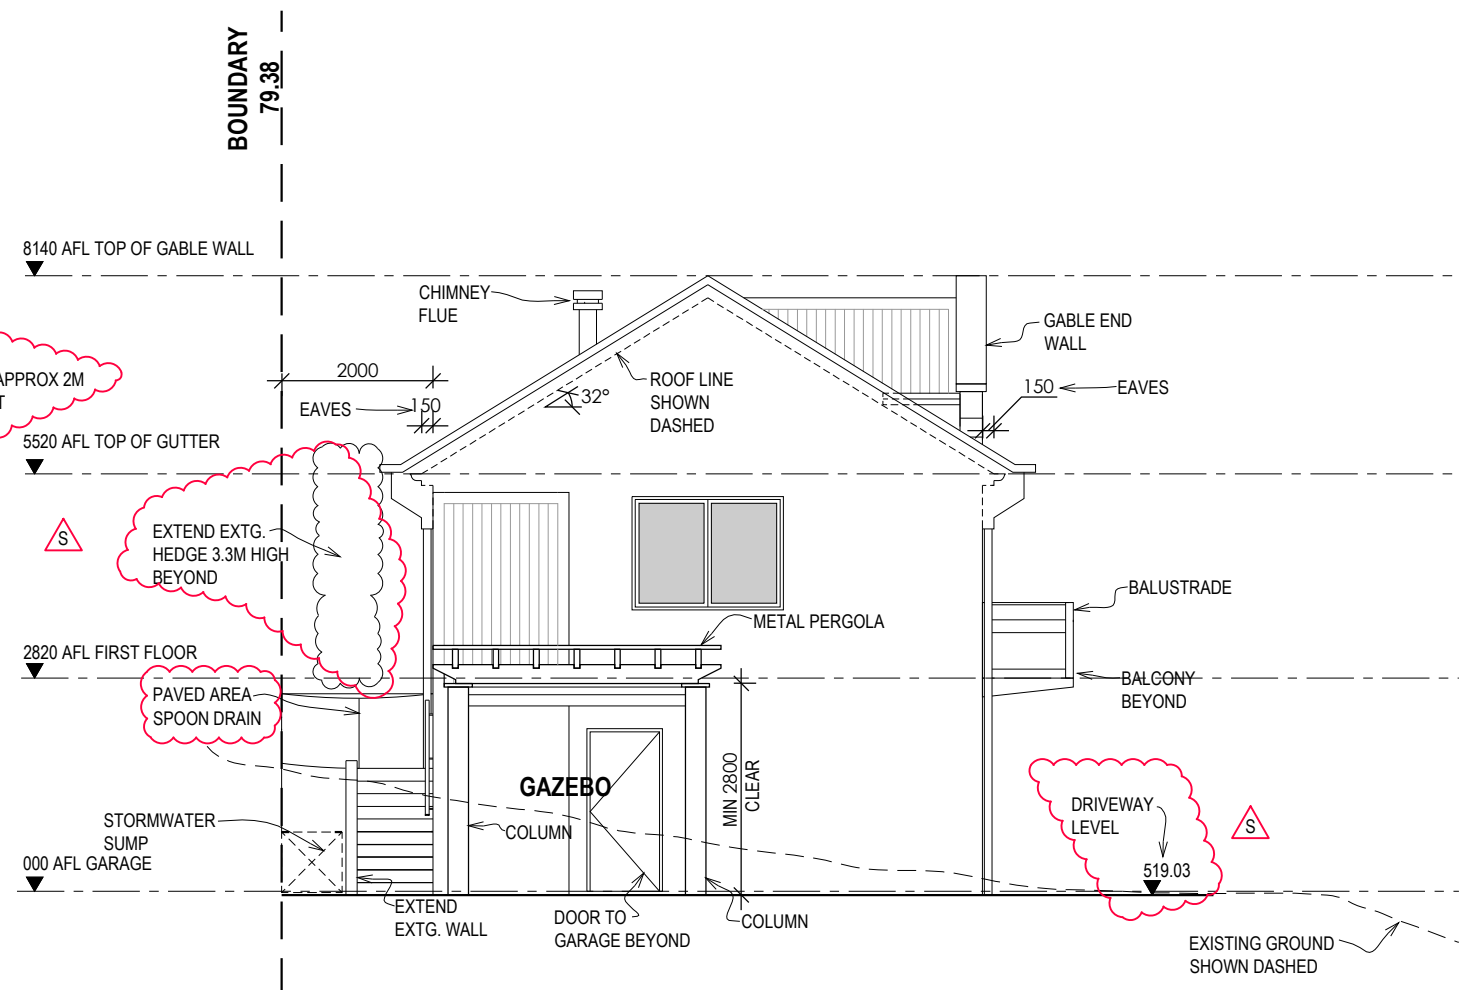 BOUNDARY
79.38
8140 AFL TOP OF GABLE WALL
CHIMNEY
FLUE
GABLE END
WALL
APPROX 2M
T
2000
EAVES
150
32°
ROOF LINE
SHOWN
DASHED
150
EAVES
5520 AFL TOP OF GUTTER
S
EXTEND EXTG.
HEDGE 3.3M HIGH
BEYOND
BALUSTRADE
METAL PERGOLA
2820 AFL FIRST FLOOR
PAVED AREA
SPOON DRAIN
BALCONY
BEYOND
GAZEBO
MIN 2800
CLEAR
DRIVEWAY
LEVEL
519.03
S
STORMWATER
SUMP
COLUMN
000 AFL GARAGE
EXTEND
EXTG. WALL
DOOR TO
GARAGE BEYOND
COLUMN
EXISTING GROUND
SHOWN DASHED